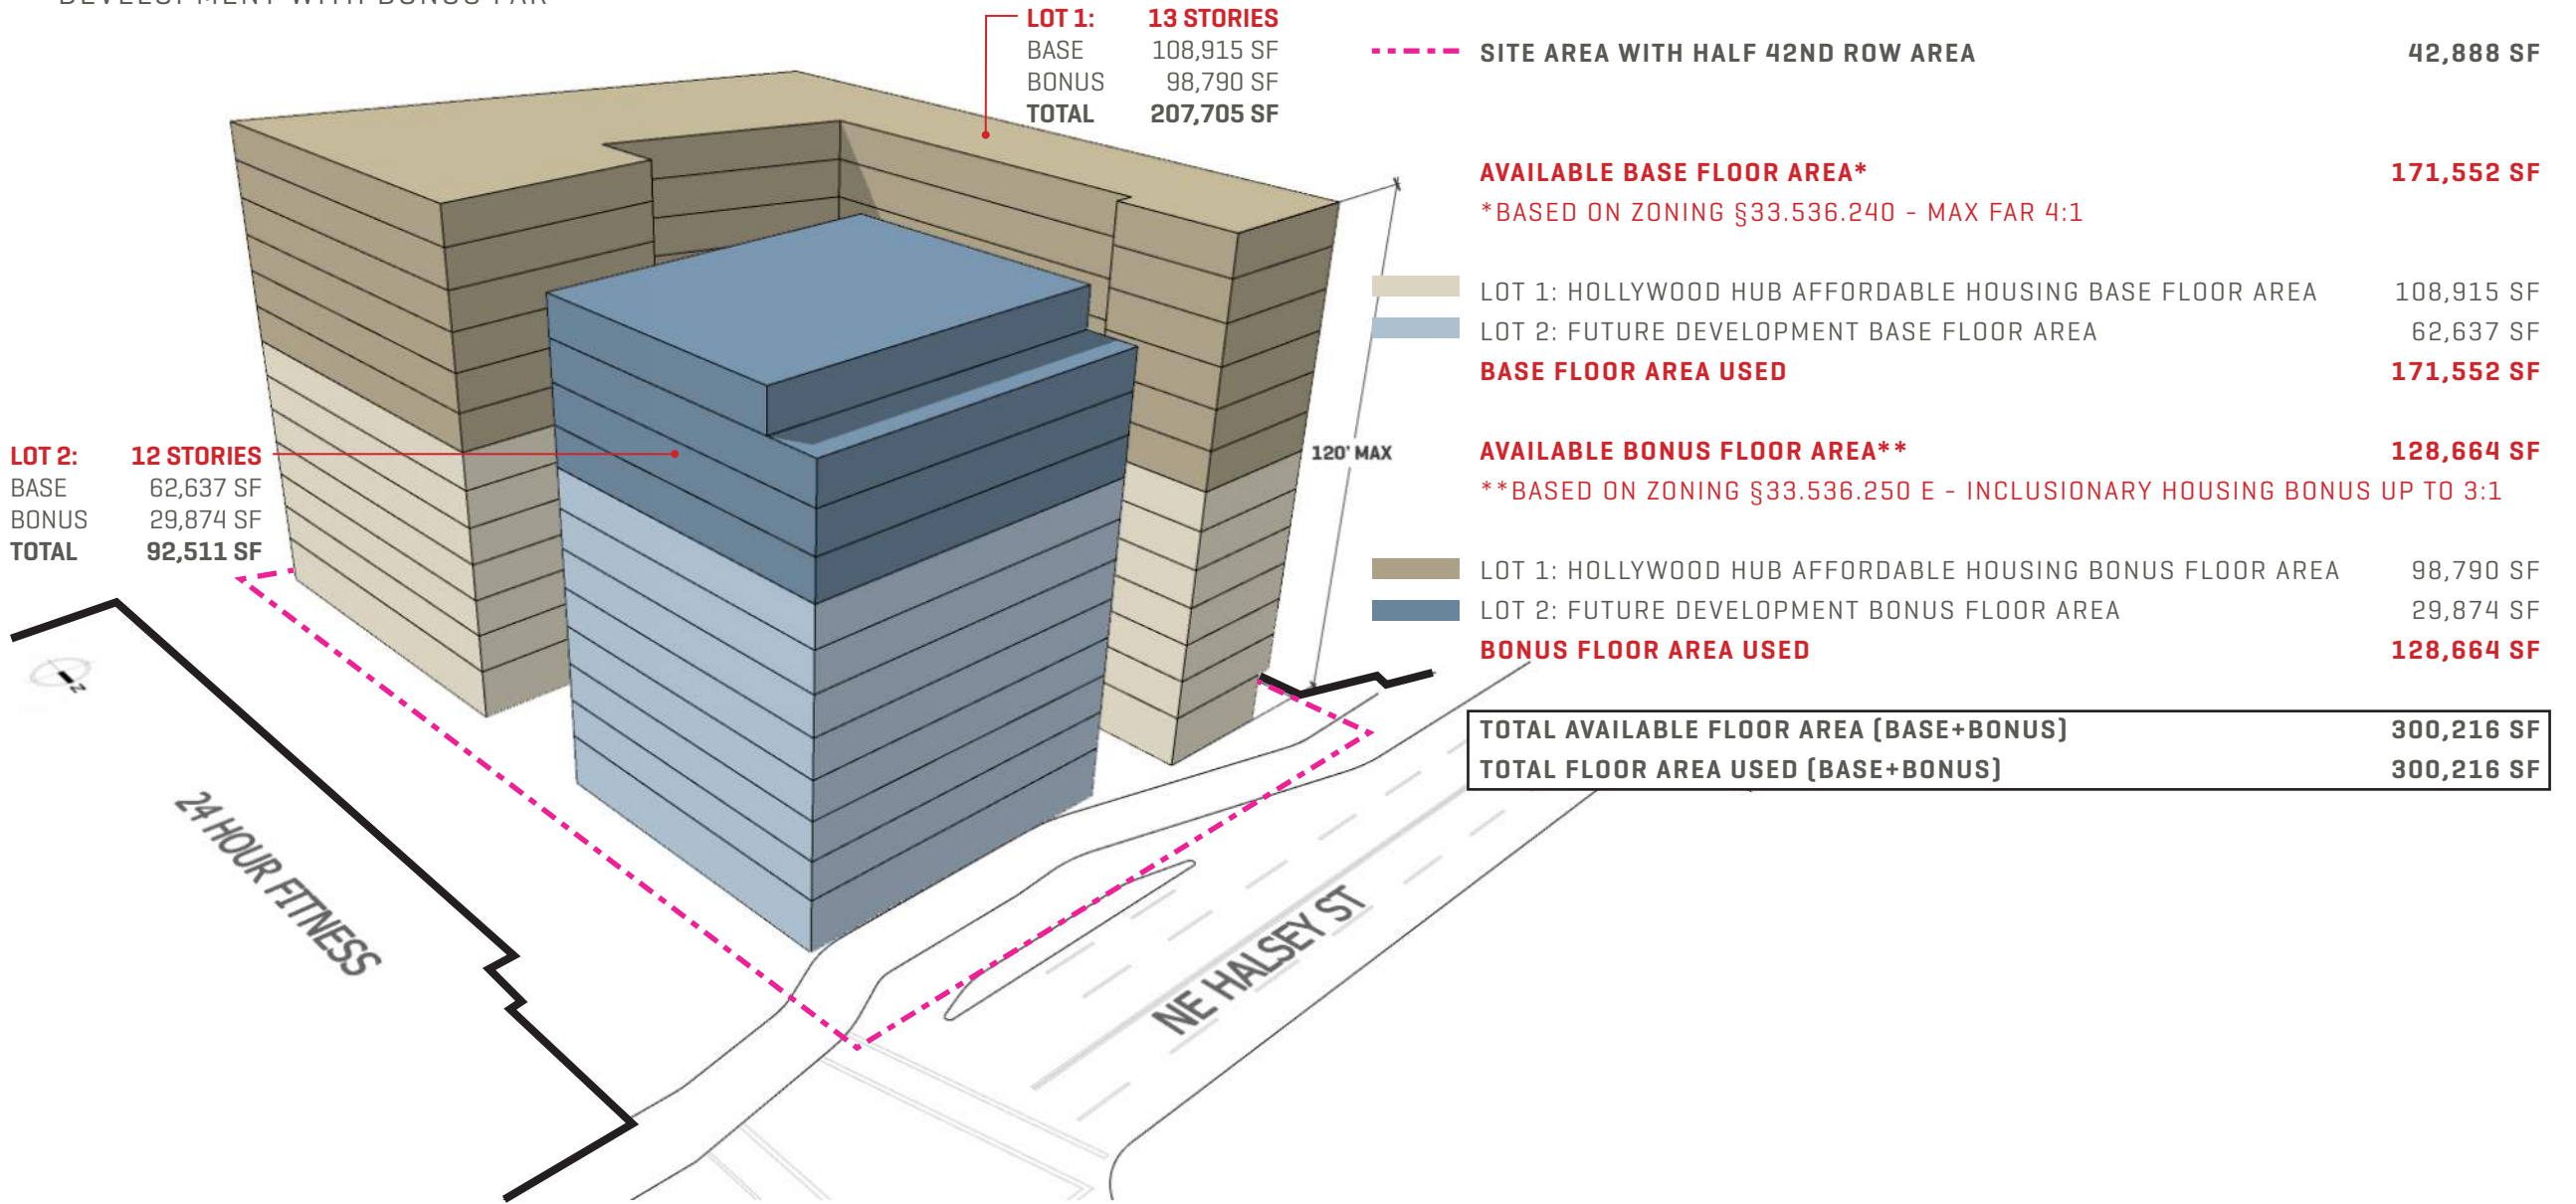 DEVELOPMENT WITH BONUS FAR
LOT 1: 13 STORIES
BASE 108,915 SF
BONUS 98,790 SF
TOTAL 207,705 SF
SITE AREA WITH HALF 42ND ROW AREA 42,888 SF
AVAILABLE BASE FLOOR AREA* 171,552 SF
*BASED ON ZONING §33.536.240 - MAX FAR 4:1
LOT 1: HOLLYWOOD HUB AFFORDABLE HOUSING BASE FLOOR AREA 108,915 SF
LOT 2: FUTURE DEVELOPMENT BASE FLOOR AREA 62,637 SF
BASE FLOOR AREA USED 171,552 SF
120' MAX
LOT 2: 12 STORIES
BASE 62,637 SF
BONUS 29,874 SF
TOTAL 92,511 SF
AVAILABLE BONUS FLOOR AREA** 128,664 SF
**BASED ON ZONING §33.536.250 E - INCLUSIONARY HOUSING BONUS UP TO 3:1
LOT 1: HOLLYWOOD HUB AFFORDABLE HOUSING BONUS FLOOR AREA 98,790 SF
LOT 2: FUTURE DEVELOPMENT BONUS FLOOR AREA 29,874 SF
BONUS FLOOR AREA USED 128,664 SF
Z
TOTAL AVAILABLE FLOOR AREA (BASE+BONUS) 300,216 SF
TOTAL FLOOR AREA USED (BASE+BONUS) 300,216 SF
24 HOUR FITNESS
NE HALSEY ST